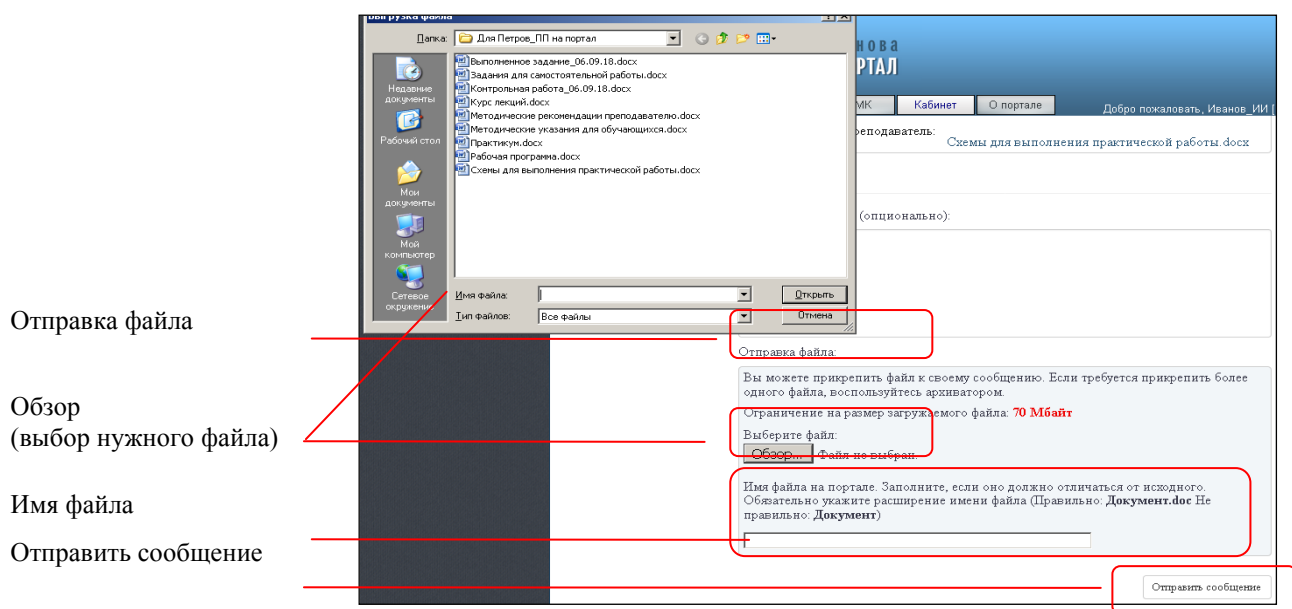 Отправка файла
Обзор
(выбор нужного файла)
Имя файла
Отправить сообщение
Выгрузка файла
Папка:
Для Петров_ПП на портал
Недавние документы
Рабочий стол
Мои документы
Мой компьютер
Сетевое окружение
Выполненное задание_06.09.18.docx
Задания для самостоятельной работы.docx
Контрольная работа_06.09.18.docx
Курс лекций.docx
Методические рекомендации преподавателю.docx
Методические указания для обучающихся.docx
Практикум.docx
Рабочая программа.docx
Схемы для выполнения практической работы.docx
Имя файла:
Открыть
Тип файлов:
Все файлы
Отмена
НОВА
РТАЛ
МК
Кабинет
О портале
Добро пожаловать, Иванов_ИИ [
реподаватель:
Схемы для выполнения практической работы.docx
(опционально):
Отправка файла:
Вы можете прикрепить файл к своему сообщению. Если требуется прикрепить более
одного файла, воспользуйтесь архиватором.
Ограничение на размер загружаемого файла: 70 Мбайт
Выберите файл:
Обзор... Файл не выбран.
Имя файла на портале. Заполните, если оно должно отличаться от исходного.
Обязательно укажите расширение имени файла (Правильно: Документ.doc Не
правильно: Документ)
Отправить сообщение